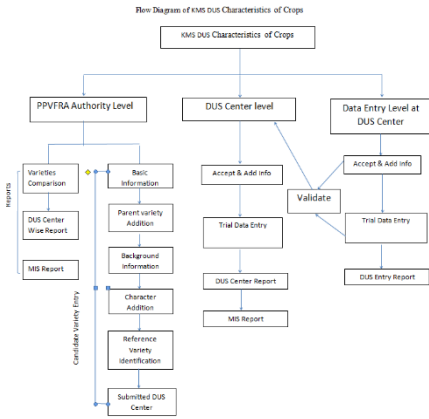 Flow Diagram of KMS DUS Characteristics of Crops
KMS DUS Characteristics of Crops
PPVFRA Authority Level
DUS Center level
Data Entry Level at
DUS Center
Reports
Varieties
Comparison
DUS Center
Wise Report
MIS Report
Candidate Variety Entry
Basic
Information
Parent variety
Addition
Background
Information
Character
Addition
Reference
Variety
Identification
Submitted DUS
Center
Accept & Add Info
Trial Data Entry
DUS Center Report
MIS Report
Validate
Accept & Add Info
Trial Data Entry
DUS Entry Report